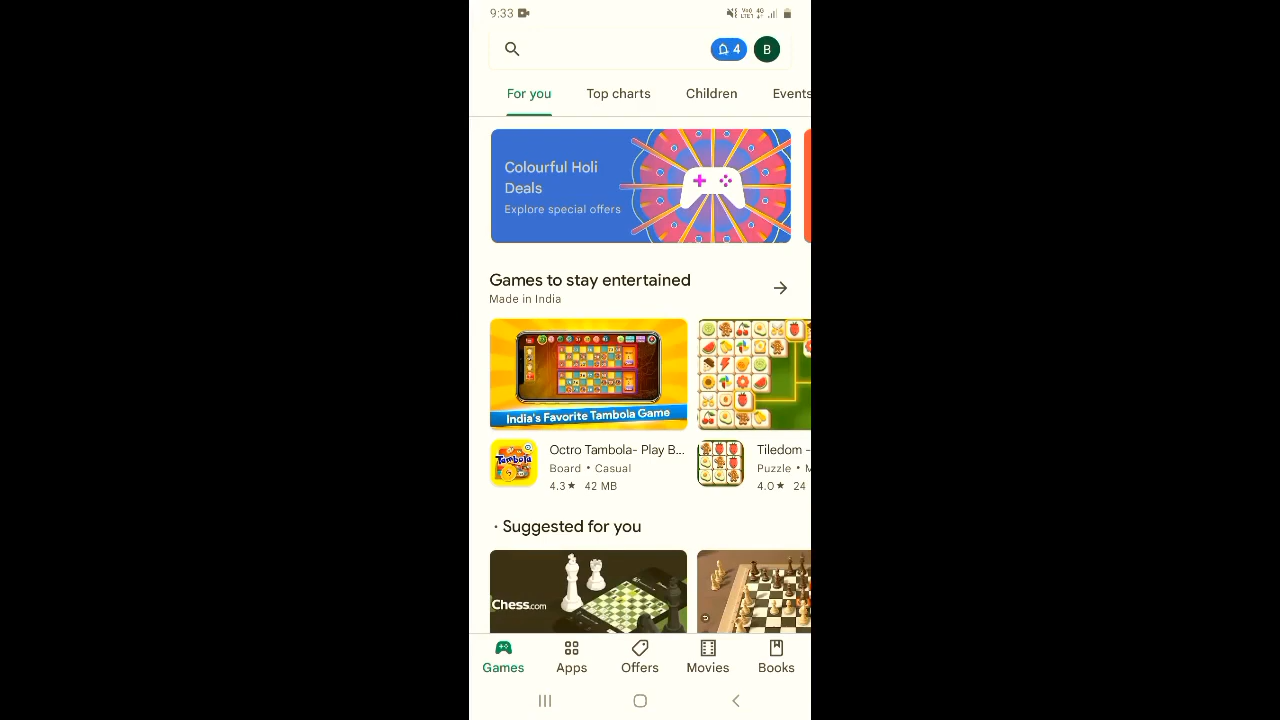 9:33
4
B
For you
Top charts
Children
Events
Colourful Holi
Deals
Explore special offers
Games to stay entertained
Made in India
India's Favorite Tambola Game
Tambola
Octro Tambola- Play B...
Board • Casual
4.3★ 42 MB
Tiledom -
Puzzle • M
4.0★ 24
· Suggested for you
Chess.com
Games
Apps
Offers
Movies
Books